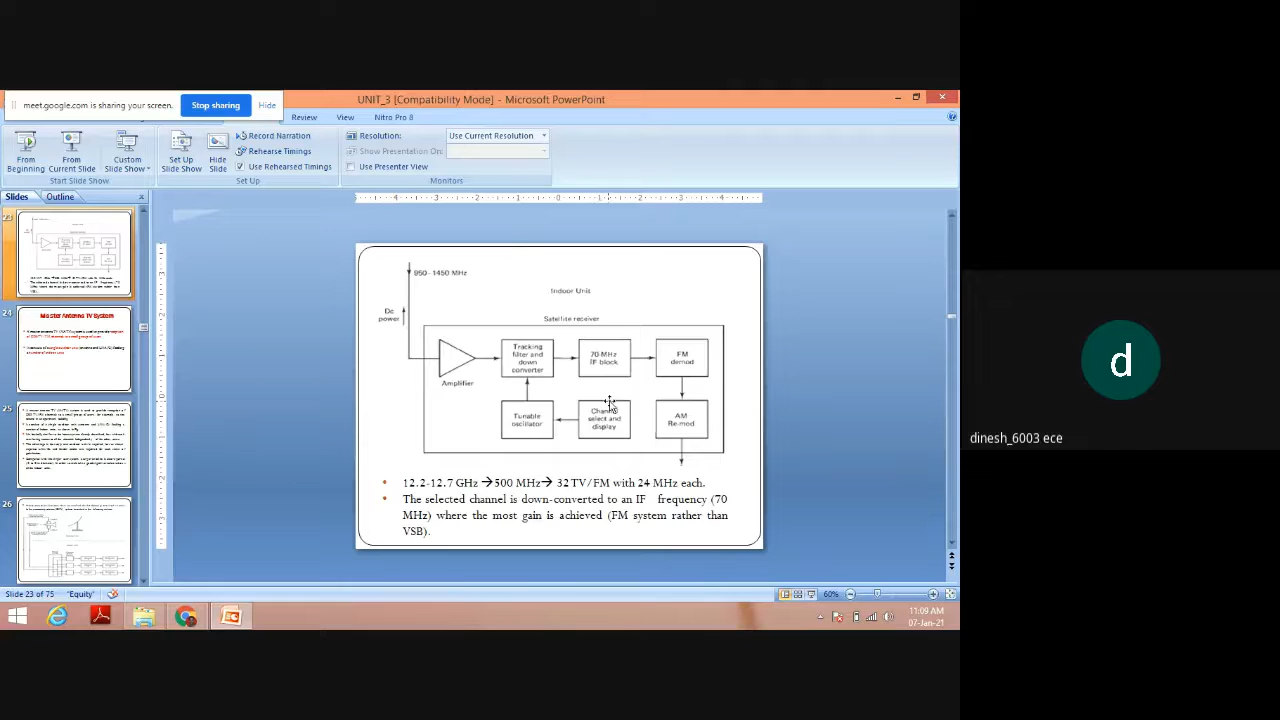 meet.google.com is sharing your screen.
Stop sharing
Hide
UNIT_3 [Compatibility Mode] - Microsoft PowerPoint
Review
View
Nitro Pro 8
From Beginning
From Current Slide
Custom Slide Show
Start Slide Show
Set Up Slide Show
Hide Slide
Record Narration
Rehearse Timings
Use Rehearsed Timings
Set Up
Resolution:
Use Current Resolution
Show Presentation On:
Use Presenter View
Monitors
Slides
Outline
950-1450 MHz
Indoor Unit
Dc power
Satellite receiver
Tracking filter and down converter
70-MHz IF block
FM demod
Amplifier
Tunable oscillator
select and display
AM Re-mod
• 12.2-12.7 GHz →500 MHz→ 32 TV/FM with 24 MHz each.
• The selected channel is down-converted to an IF frequency (70
MHz) where the most gain is achieved (FM system rather than
VSB).
24
Master Antenna TV System
25
26
Slide 23 of 75
"Equity"
60%
11:09 AM
07-Jan-21
d
dinesh_6003 ece